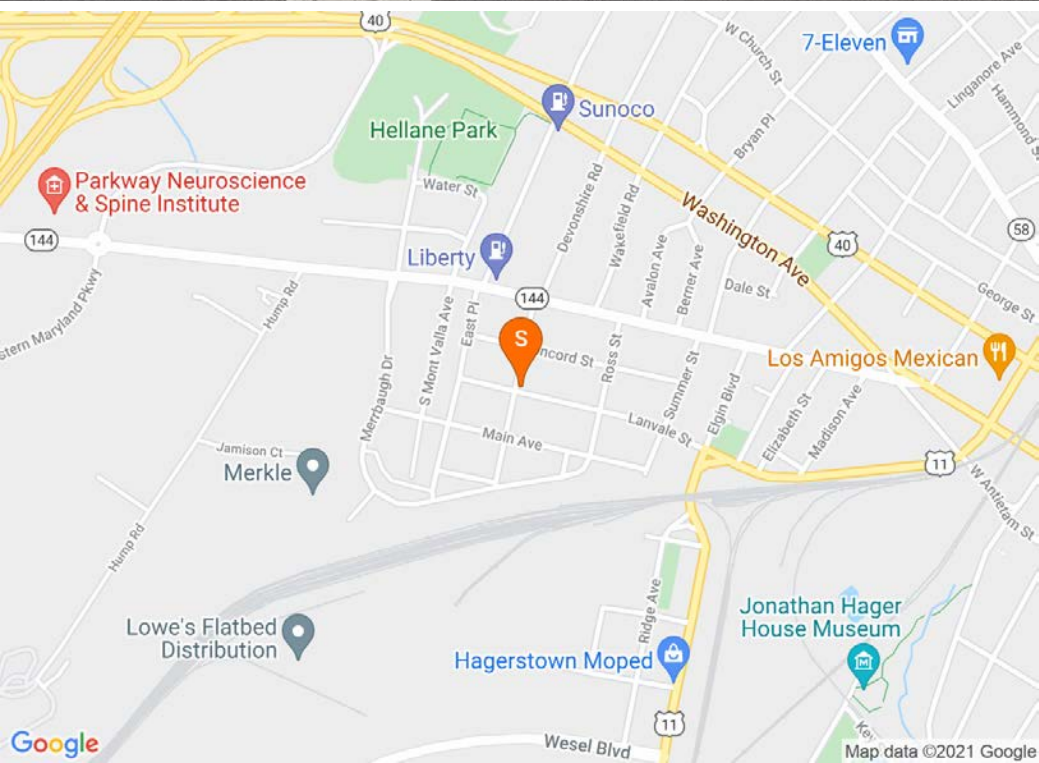 40
7-Eleven
W Church St
Linganore Ave
Sunoco
Hellane Park
Bryan Pl
Parkway Neuroscience
& Spine Institute
Water St
Devonshire Rd
Wakefield Rd
Washington Ave
58
144
Liberty
Avalon Ave
Berner Ave
40
Hump Rd
144
Dale St
George St
stern Maryland Pkwy
S Mont Valla Ave
East Pl
S
ncord St
Ross St
Los Amigos Mexican
Merrbaugh Dr
Summer St
Elgin Blvd
Lanvale St
Elizabeth St
Madison Ave
Main Ave
Jamison Ct
Merkle
11
W Antietam St
Hump Rd
Ridge Ave
Jonathan Hager
House Museum
Lowe's Flatbed
Distribution
Hagerstown Moped
11
Wesel Blvd
Key
Google
Map data ©2021 Google